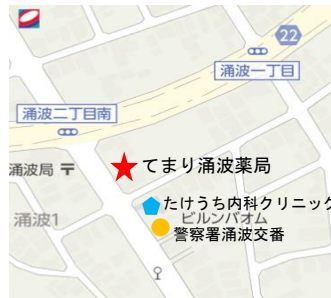 22
涌波一丁目
涌波二丁目南
てまり涌波薬局
涌波局〒
たけうち内科クリニック
ビルンバオム
涌波1
警察署涌波交番